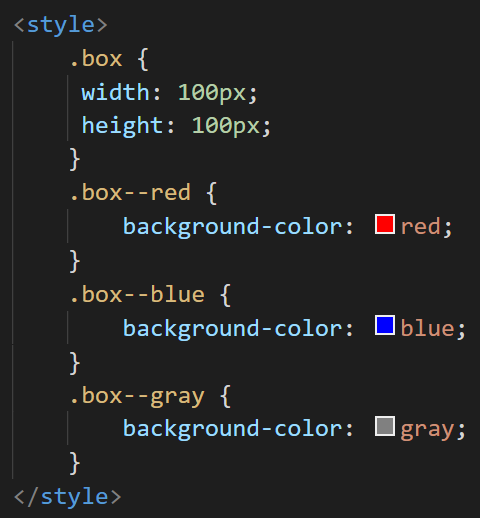 <style>
    .box {
     width: 100px;
     height: 100px;
    }
    .box--red {
        background-color: red;
    }
    .box--blue {
        background-color: blue;
    }
    .box--gray {
        background-color: gray;
    }
</style>